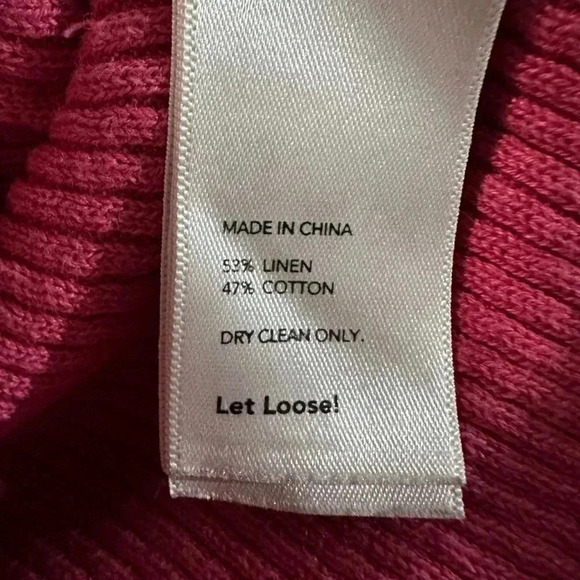 MADE IN CHINA
53% LINEN
47% COTTON
DRY CLEAN ONLY.
Let Loose!